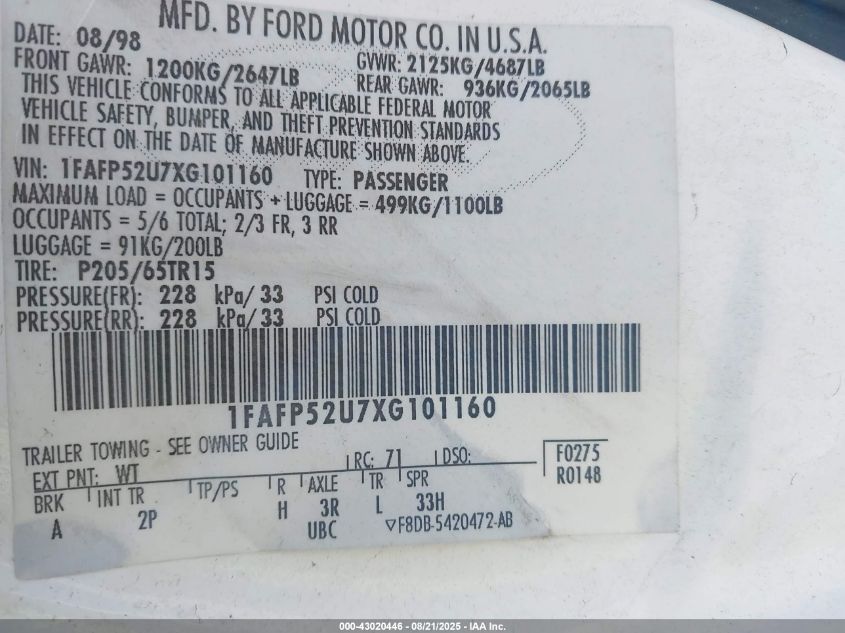 MFD. BY FORD MOTOR CO. IN U.S.A.
DATE: 08/98 GVWR: 2125KG/4687LB
FRONT GAWR: 1200KG/2647LB REAR GAWR: 936KG/2065LB
THIS VEHICLE CONFORMS TO ALL APPLICABLE FEDERAL MOTOR
VEHICLE SAFETY, BUMPER, AND THEFT PREVENTION STANDARDS
IN EFFECT ON THE DATE OF MANUFACTURE SHOWN ABOVE.
VIN: 1FAFP52U7XG101160 TYPE: PASSENGER
MAXIMUM LOAD = OCCUPANTS + LUGGAGE = 499KG/1100LB
OCCUPANTS = 5/6 TOTAL; 2/3 FR, 3 RR
LUGGAGE = 91KG/200LB
TIRE: P205/65TR15
PRESSURE(FR): 228 kPa/ 33 PSI COLD
PRESSURE(RR): 228 kPa/ 33 PSI COLD
1FAFP52U7XG101160
TRAILER TOWING - SEE OWNER GUIDE
EXT PNT: WT RC: 71 DSO: F0275
R0148
BRK INT TR TP/PS R AXLE TR SPR
A 2P H 3R L 33H
UBC ▽F8DB-5420472-AB
000-43020446 - 08/21/2025 - IAA Inc.